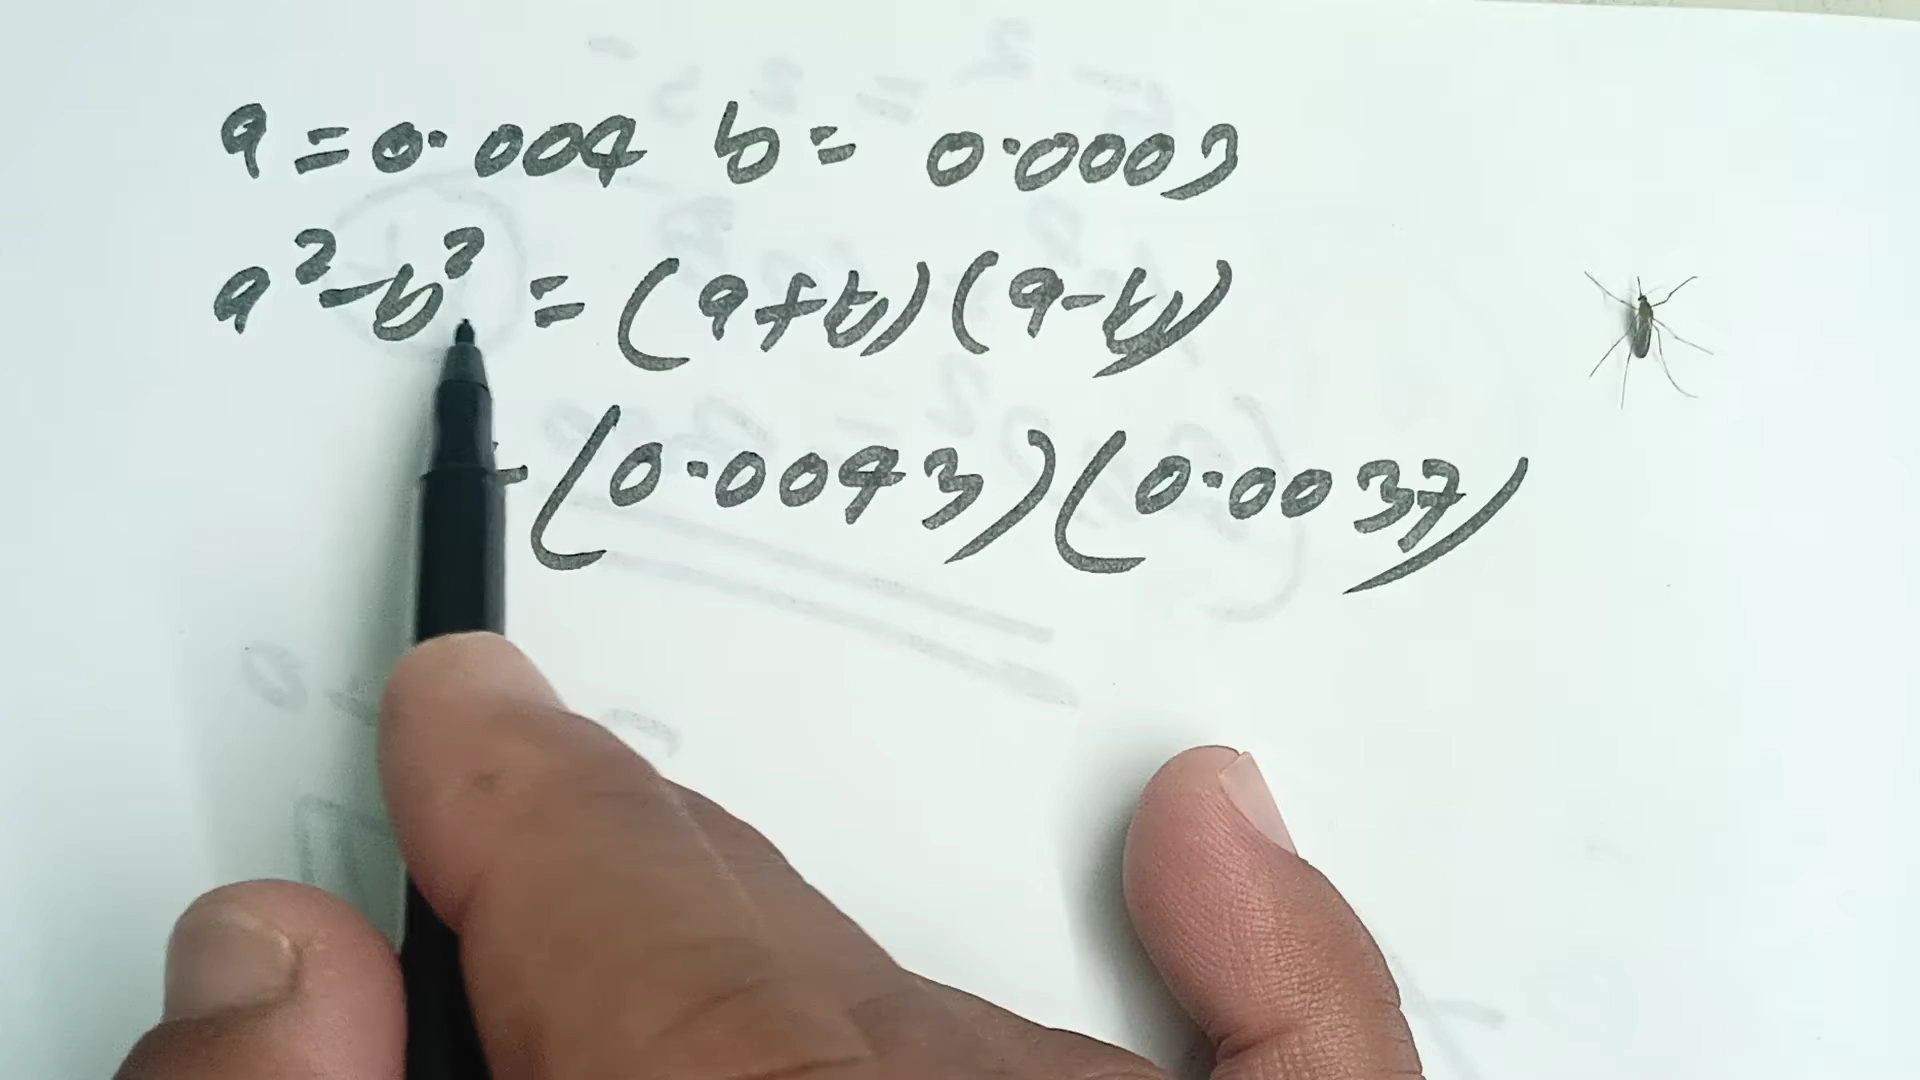 a = 0.004 b = 0.0003
a² - b² = (a + b) (a - b)
= (0.0043) (0.0037)